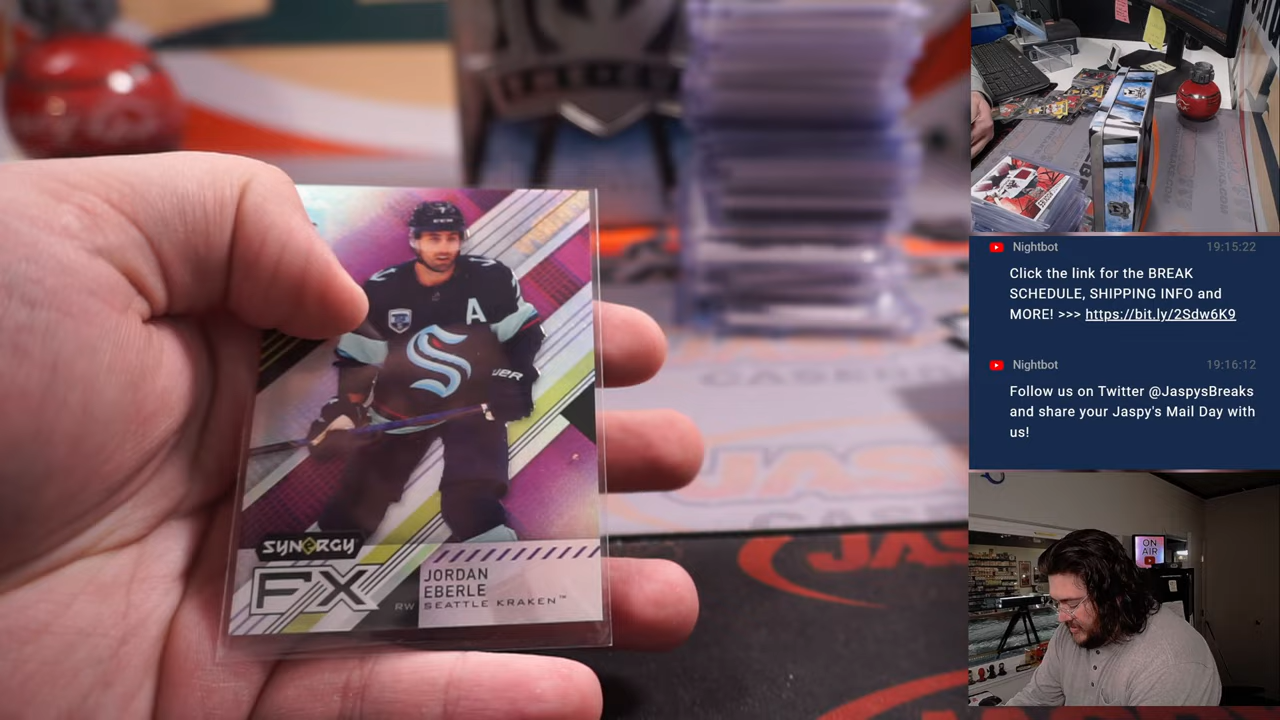 A
SYNERGY
FX
JORDAN
EBERLE
RW SEATTLE KRAKEN™
Nightbot 19:15:22
Click the link for the BREAK
SCHEDULE, SHIPPING INFO and
MORE! >>> https://bit.ly/2Sdw6K9
Nightbot 19:16:12
Follow us on Twitter @JaspysBreaks
and share your Jaspy's Mail Day with
us!
ON
AIR